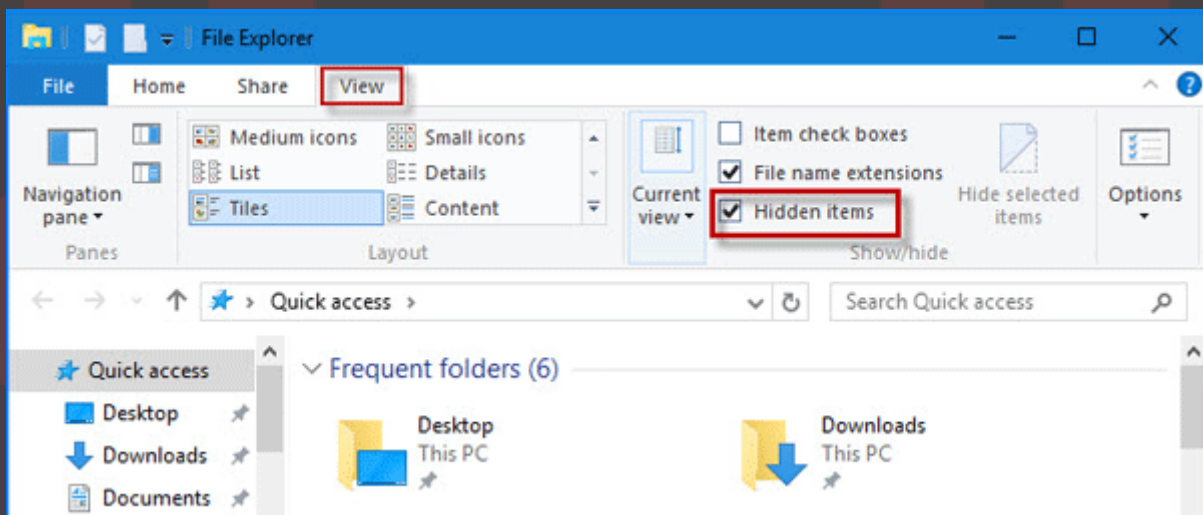 File Explorer
File Home Share View
Medium icons Small icons
List Details
Tiles Content
Navigation pane
Panes
Layout
Current view
Item check boxes
File name extensions
Hidden items
Hide selected items
Show/hide
Options
Quick access
Search Quick access
Quick access
Desktop
Downloads
Documents
Frequent folders (6)
Desktop
This PC
Downloads
This PC